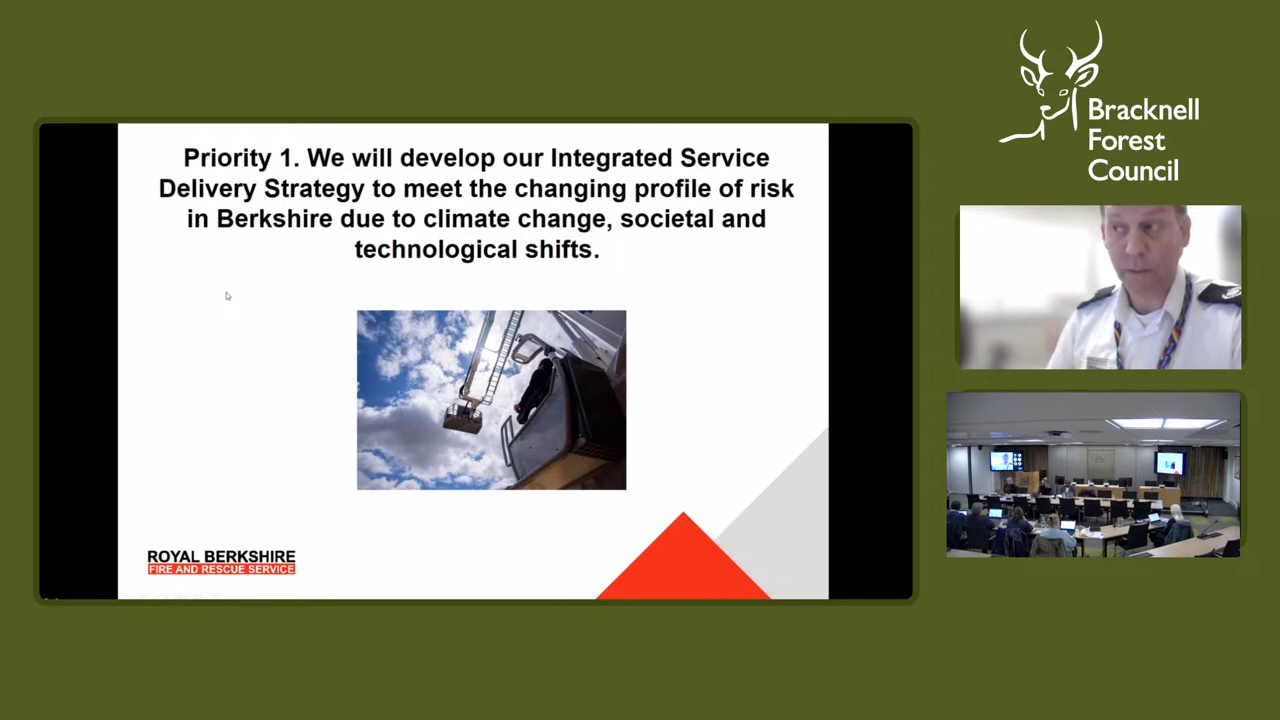 Priority 1. We will develop our Integrated Service
Delivery Strategy to meet the changing profile of risk
in Berkshire due to climate change, societal and
technological shifts.
ROYAL BERKSHIRE
FIRE AND RESCUE SERVICE
Bracknell
Forest
Council